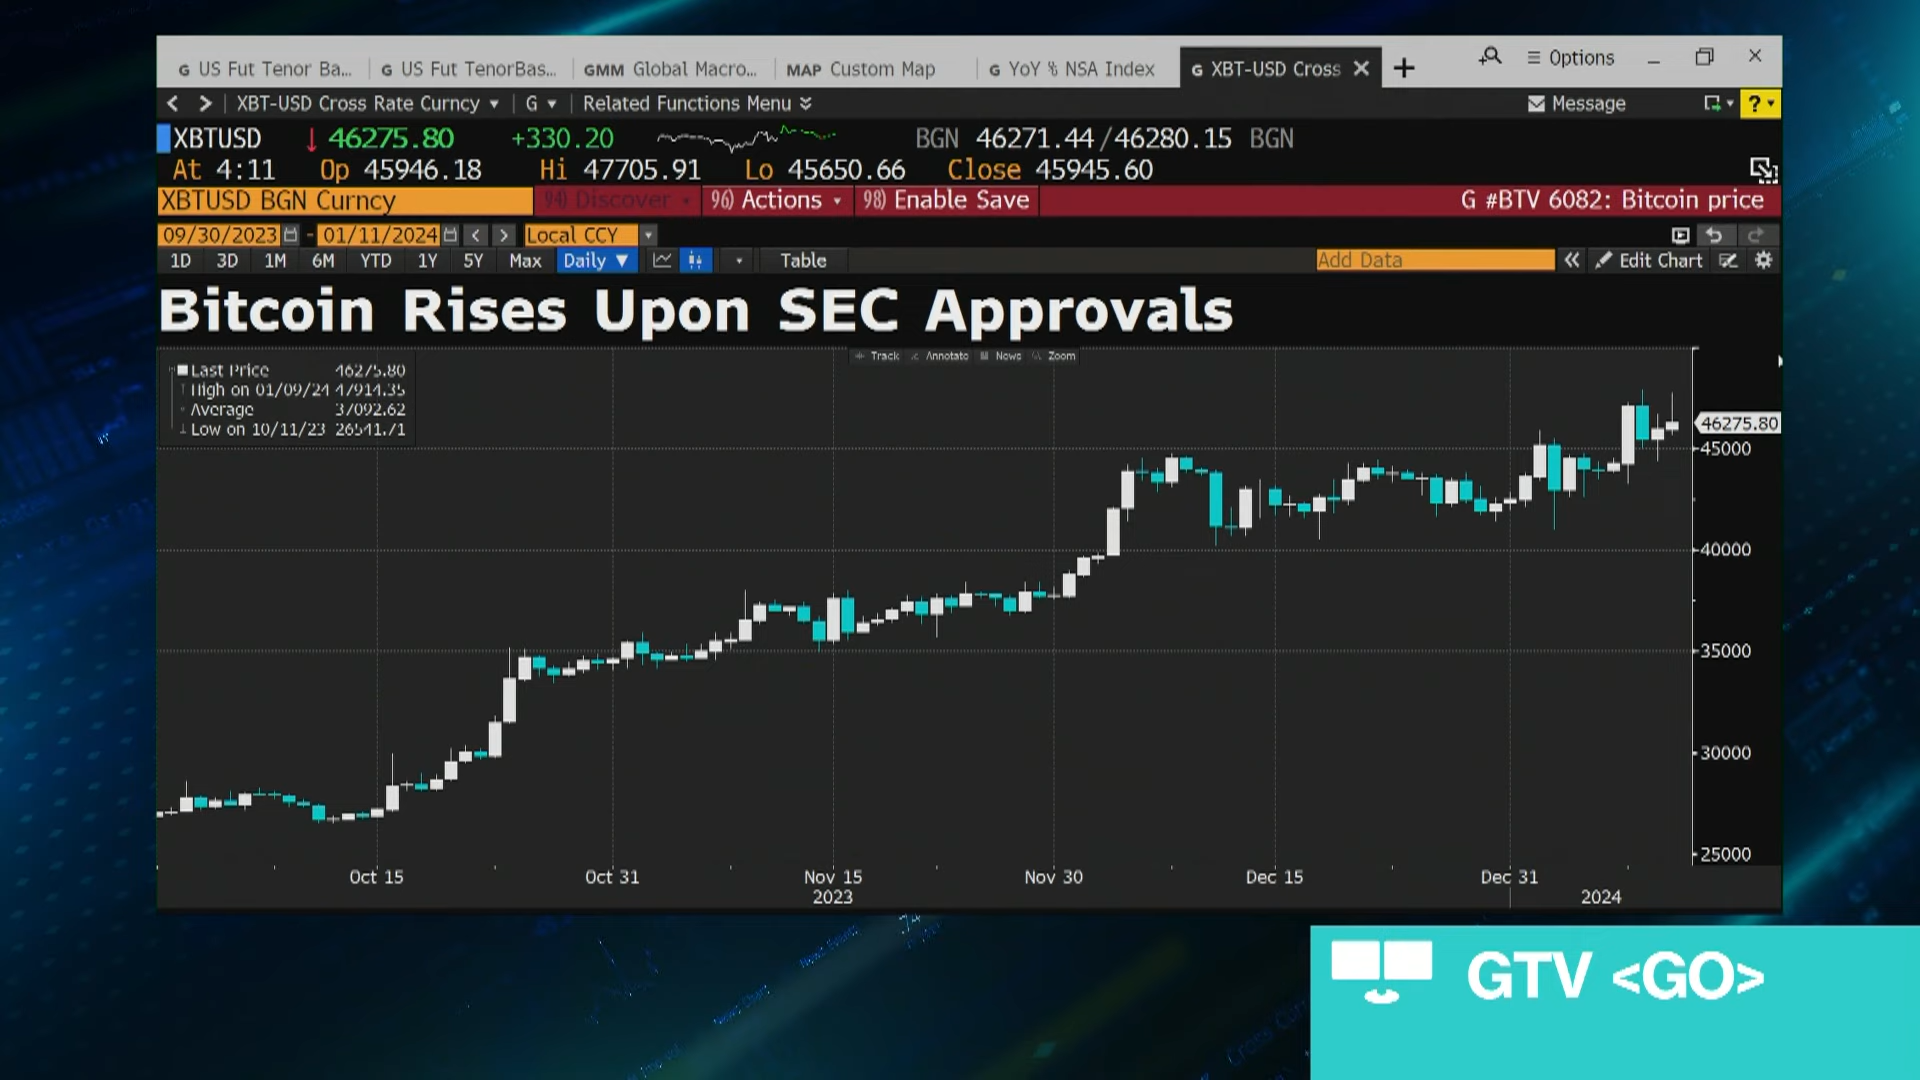 G US Fut Tenor Ba... G US Fut TenorBas... GMM Global Macro... MAP Custom Map G YoY % NSA Index G XBT-USD Cross Options
XBT-USD Cross Rate Curncy G Related Functions Menu Message ?
XBTUSD 46275.80 +330.20 BGN 46271.44/46280.15 BGN
At 4:11 Op 45946.18 Hi 47705.91 Lo 45650.66 Close 45945.60
XBTUSD BGN Curncy 94) Discover 96) Actions 98) Enable Save G #BTV 6082: Bitcoin price
09/30/2023 - 01/11/2024 Local CCY
1D 3D 1M 6M YTD 1Y 5Y Max Daily Table Add Data Edit Chart
Bitcoin Rises Upon SEC Approvals
Track Annotate News Zoom
Last Price 46275.80
High on 01/09/24 47914.35
Average 37092.62
Low on 10/11/23 26541.71
46275.80
45000
40000
35000
30000
25000
Oct 15 Oct 31 Nov 15 Nov 30 Dec 15 Dec 31
2023 2024
GTV <GO>